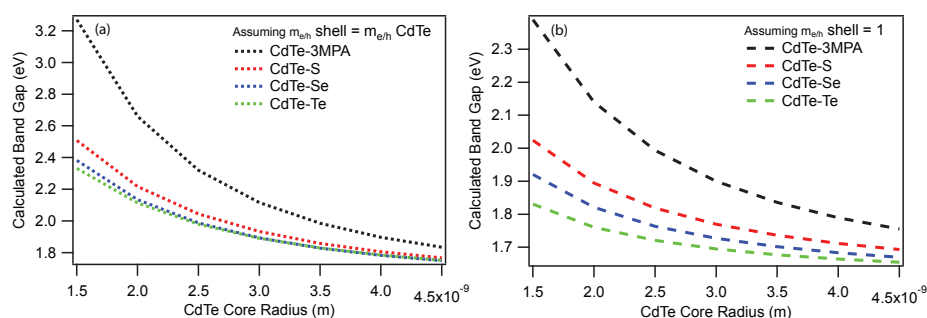 (a)
Assuming me/h shell = me/h CdTe
CdTe-3MPA
CdTe-S
CdTe-Se
CdTe-Te
Calculated Band Gap (eV)
3.2
3.0
2.8
2.6
2.4
2.2
2.0
1.8
1.5 2.0 2.5 3.0 3.5 4.0 4.5x10-9
CdTe Core Radius (m)
(b)
Assuming me/h shell = 1
CdTe-3MPA
CdTe-S
CdTe-Se
CdTe-Te
Calculated Band Gap (eV)
2.3
2.2
2.1
2.0
1.9
1.8
1.7
1.5 2.0 2.5 3.0 3.5 4.0 4.5x10-9
CdTe Core Radius (m)